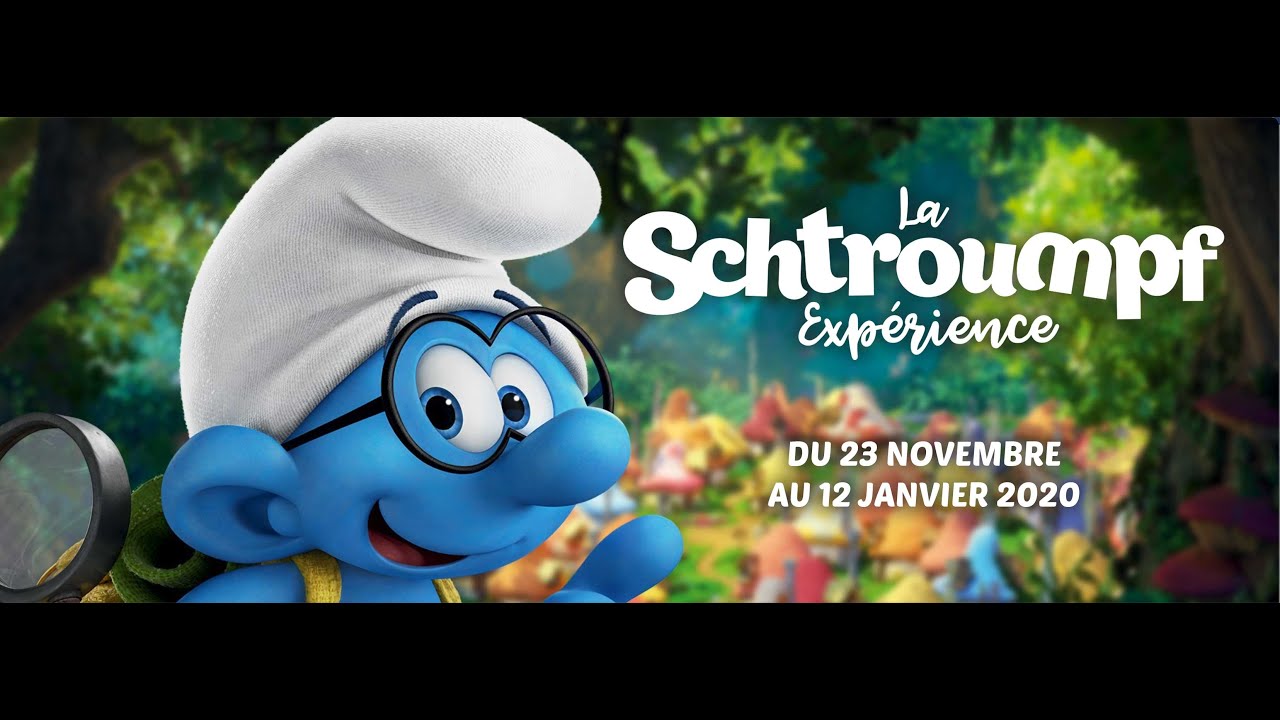 La
Schtroumpf
Expérience
DU 23 NOVEMBRE
AU 12 JANVIER 2020